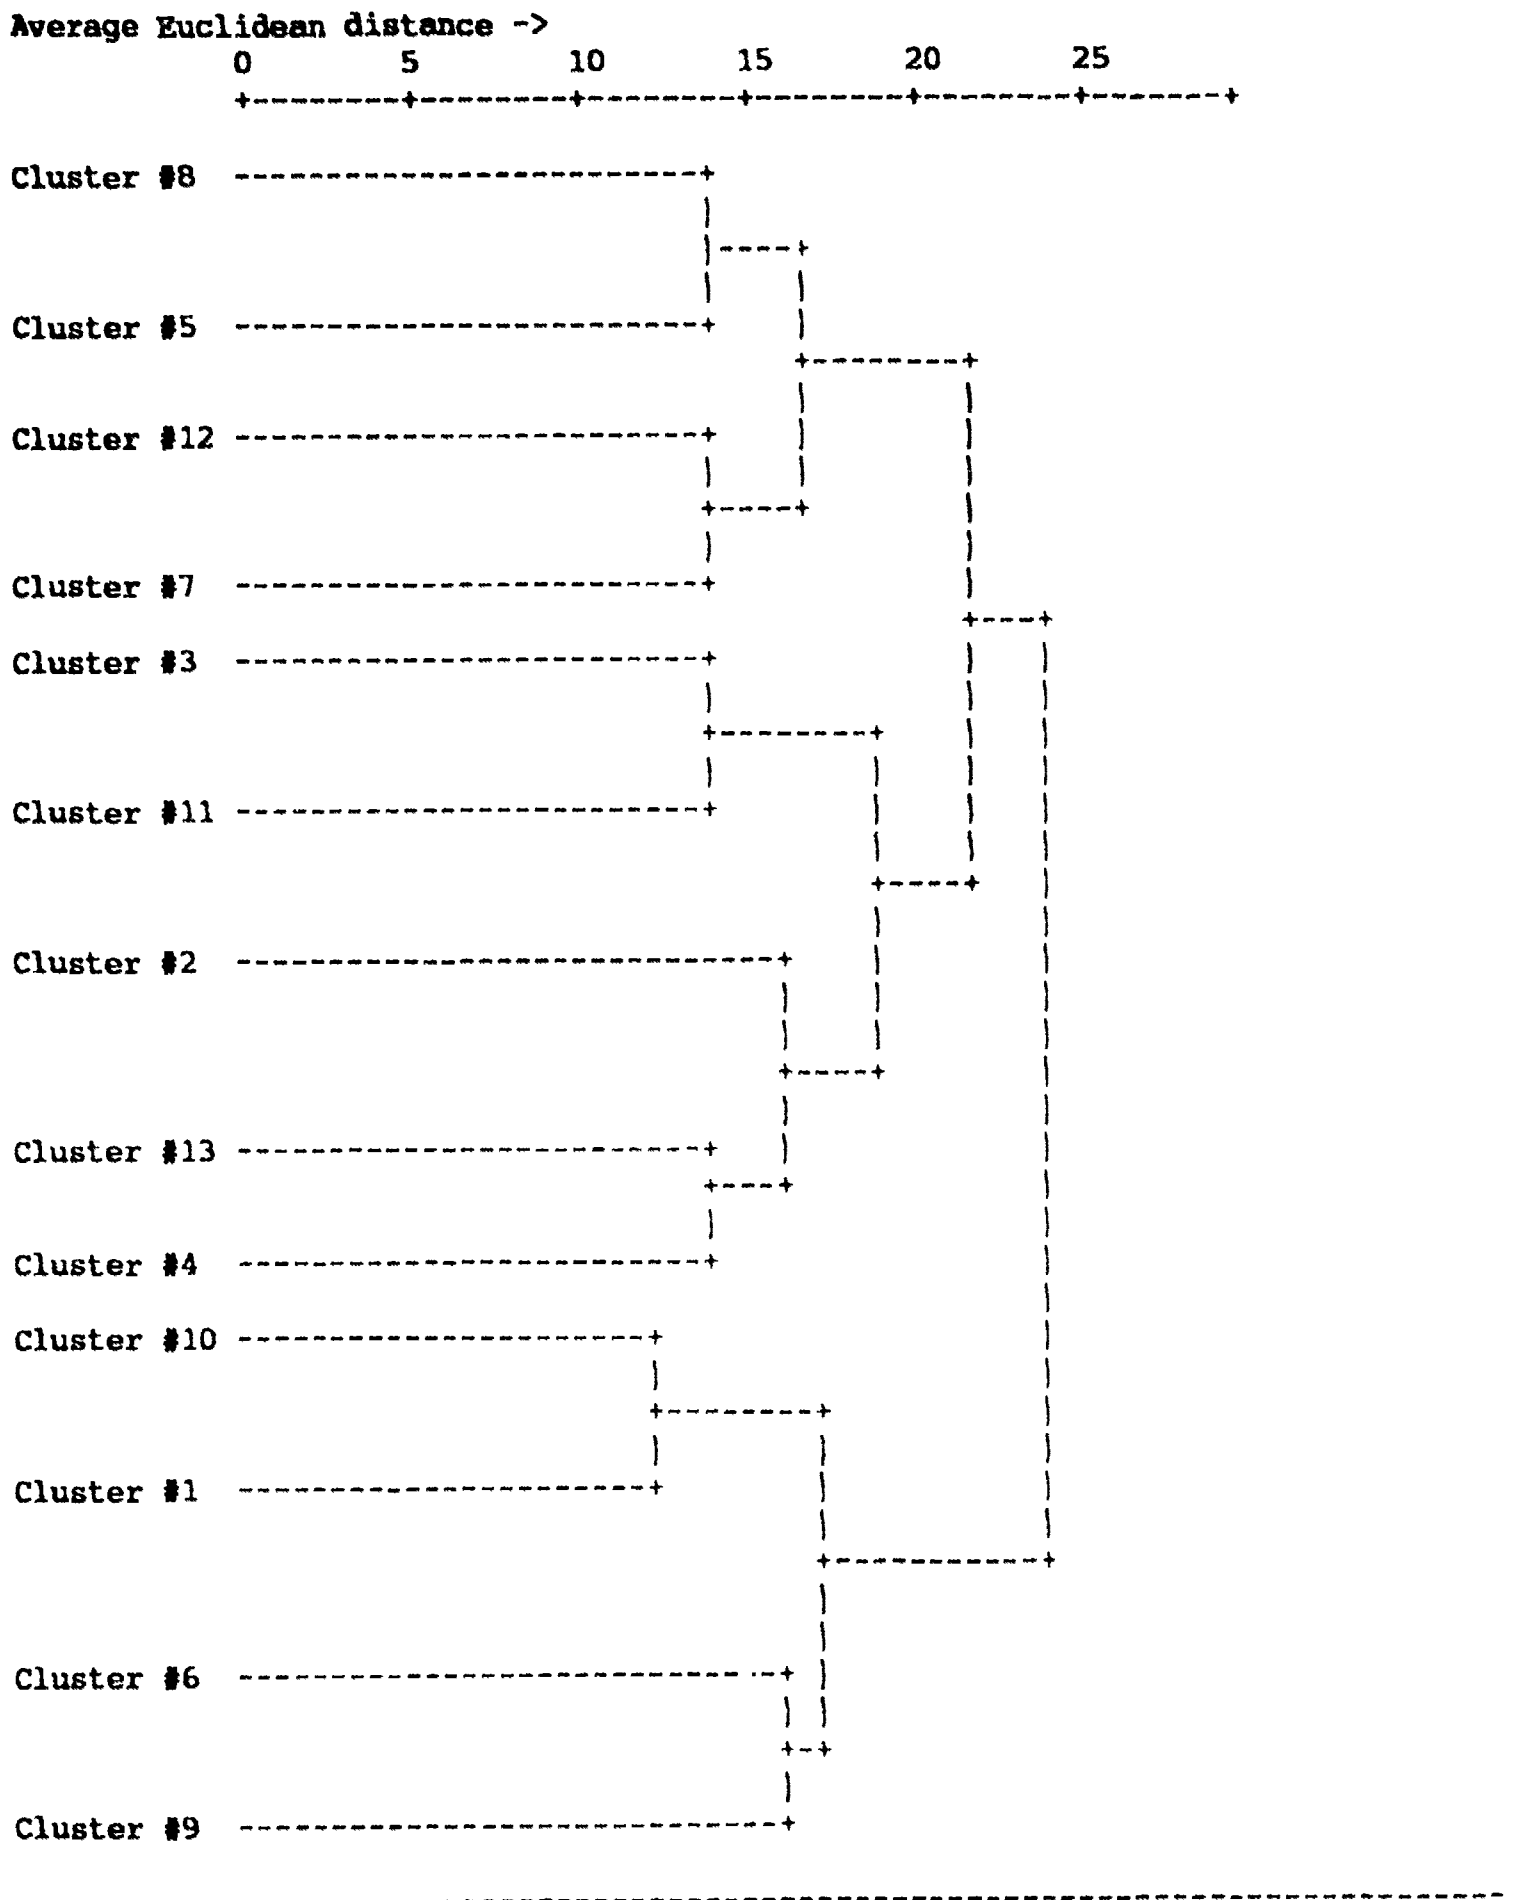 Average Euclidean distance ->
0 5 10 15 20 25
Cluster #8
Cluster #5
Cluster #12
Cluster #7
Cluster #3
Cluster #11
Cluster #2
Cluster #13
Cluster #4
Cluster #10
Cluster #1
Cluster #6
Cluster #9